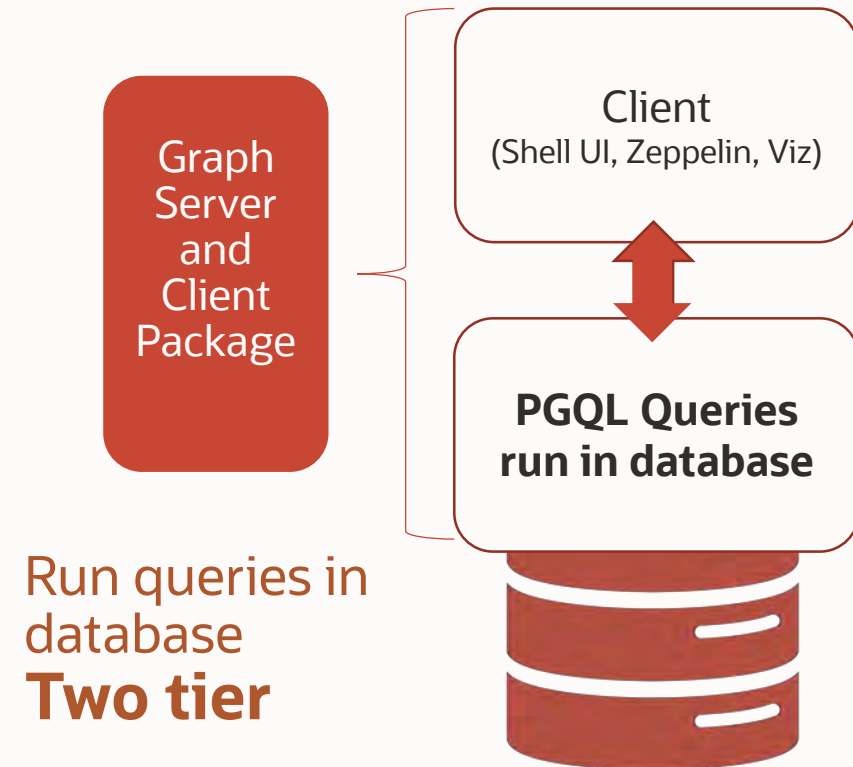 Graph
Server
and
Client
Package
Client
(Shell UI, Zeppelin, Viz)
PGQL Queries
run in database
Run queries in
database
Two tier